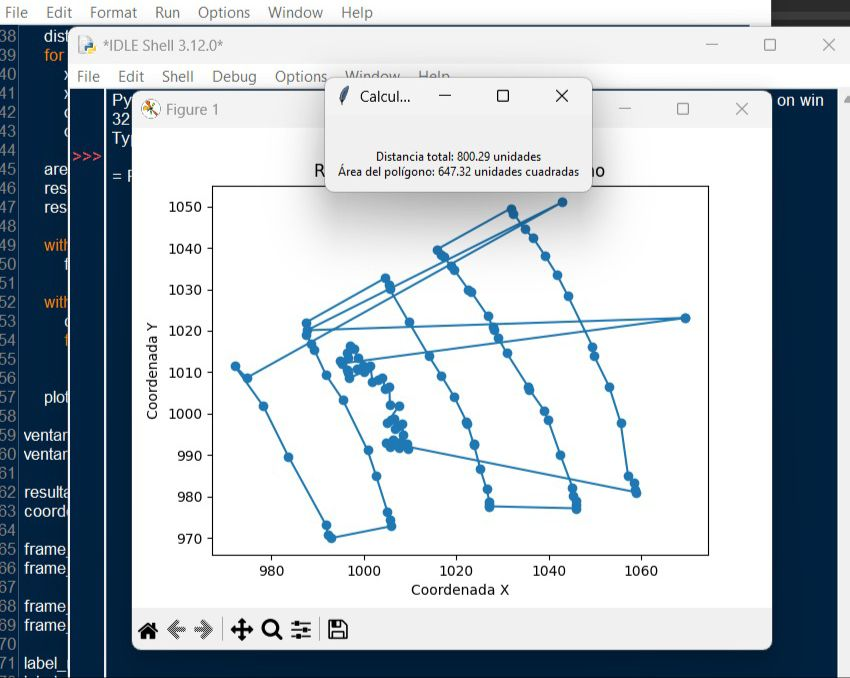 File Edit Format Run Options Window Help
*IDLE Shell 3.12.0*
File Edit Shell Debug Options Window Help
38 dist
39 for
40
41
42
43
44
45 are
46 res
47 res
48
49 with
50 f
51
52 with
53
54
55
56
57 plot
58
59 ventan
60 ventan
61
62 resulta
63 coorde
64
65 frame_
66 frame_
67
68 frame_
69 frame_
70
71 label_
Py
on win
32
Typ
>>>
= R
Figure 1
Calcul...
Distancia total: 800.29 unidades
Área del polígono: 647.32 unidades cuadradas
R
no
1050
1040
1030
1020
1010
1000
990
980
970
Coordenada Y
980 1000 1020 1040 1060
Coordenada X